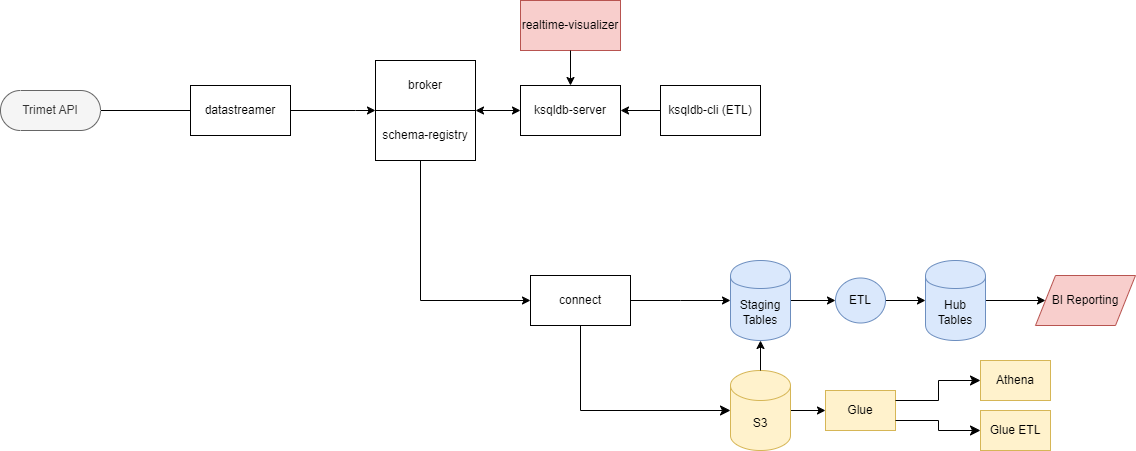 realtime-visualizer
Trimet API
datastreamer
broker
schema-registry
ksqldb-server
ksqldb-cli (ETL)
connect
Staging
Tables
ETL
Hub
Tables
BI Reporting
S3
Glue
Athena
Glue ETL